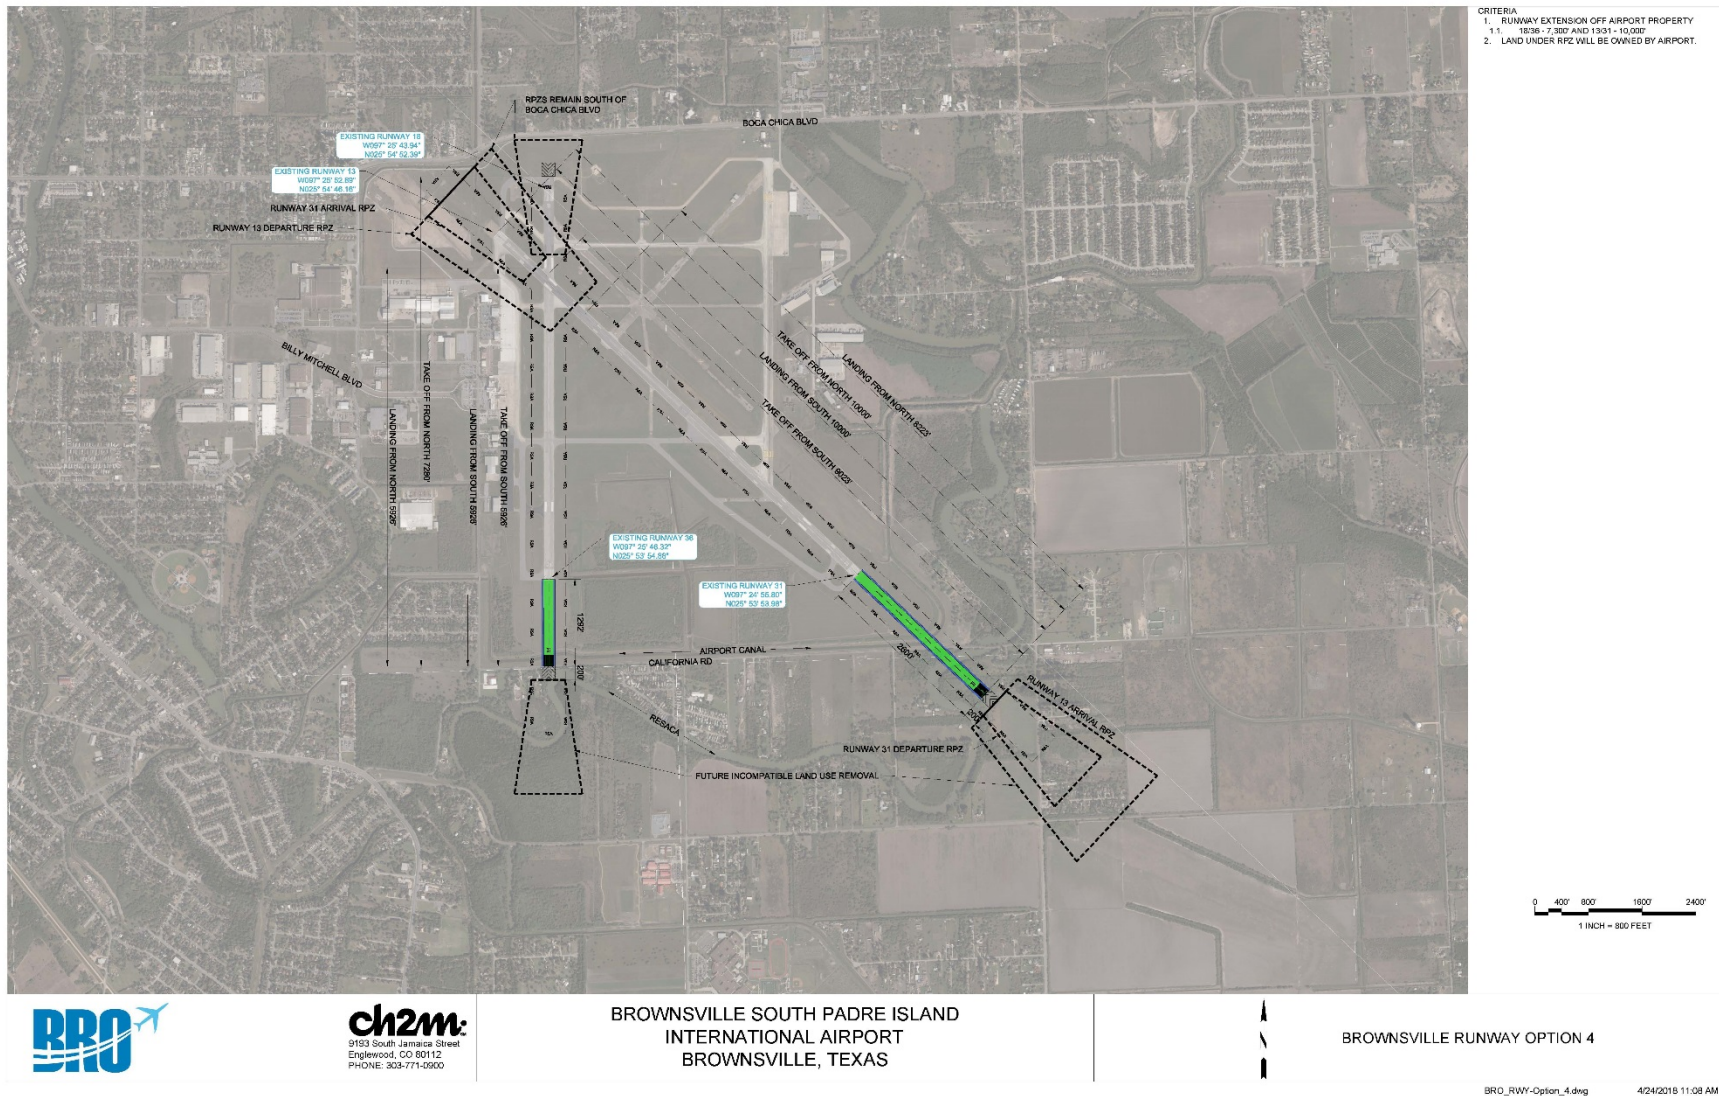 CRITERIA
1. RUNWAY EXTENSION OFF AIRPORT PROPERTY
1.1. 18/36 - 7,300' AND 13/31 - 10,000'
2. LAND UNDER RPZ WILL BE OWNED BY AIRPORT.
RPZS REMAIN SOUTH OF
BOCA CHICA BLVD
BOCA CHICA BLVD
EXISTING RUNWAY 18
W097° 25' 43.94"
N025° 54' 52.39"
EXISTING RUNWAY 13
W097° 25' 52.89"
N025° 54' 46.16"
RUNWAY 31 ARRIVAL RPZ
RUNWAY 13 DEPARTURE RPZ
BILLY MITCHELL BLVD
LANDING FROM NORTH 5926'
TAKE OFF FROM NORTH 7280'
LANDING FROM SOUTH 5926'
TAKE OFF FROM SOUTH 5926'
TAKE OFF FROM NORTH 10000'
LANDING FROM NORTH 8223'
LANDING FROM SOUTH 10000'
TAKE OFF FROM SOUTH
EXISTING RUNWAY 36
W097° 25' 46.32"
N025° 53' 54.86"
EXISTING RUNWAY 31
W097° 24' 56.80"
N025° 53' 53.98"
1292'
200'
AIRPORT CANAL
CALIFORNIA RD
2600'
200'
RUNWAY 13 ARRIVAL RPZ
RESACA
RUNWAY 31 DEPARTURE RPZ
FUTURE INCOMPATIBLE LAND USE REMOVAL
0 400' 800' 1600' 2400'
1 INCH = 800 FEET
BRO
ch2m:
9193 South Jamaica Street
Englewood, CO 80112
PHONE: 303-771-0900
BROWNSVILLE SOUTH PADRE ISLAND
INTERNATIONAL AIRPORT
BROWNSVILLE, TEXAS
N
BROWNSVILLE RUNWAY OPTION 4
BRO_RWY-Option_4.dwg 4/24/2018 11:08 AM